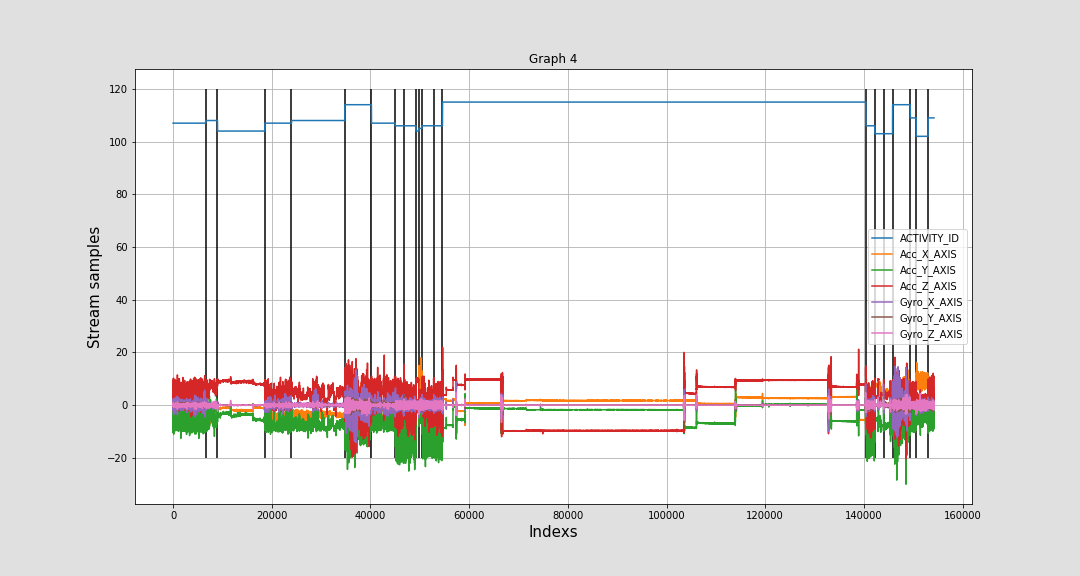 Graph 4
120
100
80
60
40
20
0
−20
Stream samples
ACTIVITY_ID
Acc_X_AXIS
Acc_Y_AXIS
Acc_Z_AXIS
Gyro_X_AXIS
Gyro_Y_AXIS
Gyro_Z_AXIS
0 20000 40000 60000 80000 100000 120000 140000 160000
Indexs